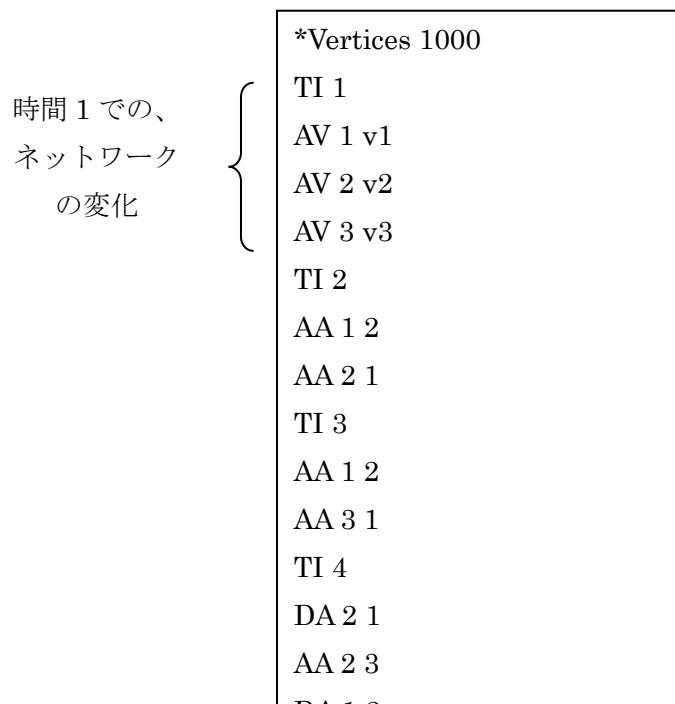 時間 1 での、
ネットワーク
の変化
*Vertices 1000
TI 1
AV 1 v1
AV 2 v2
AV 3 v3
TI 2
AA 1 2
AA 2 1
TI 3
AA 1 2
AA 3 1
TI 4
DA 2 1
AA 2 3